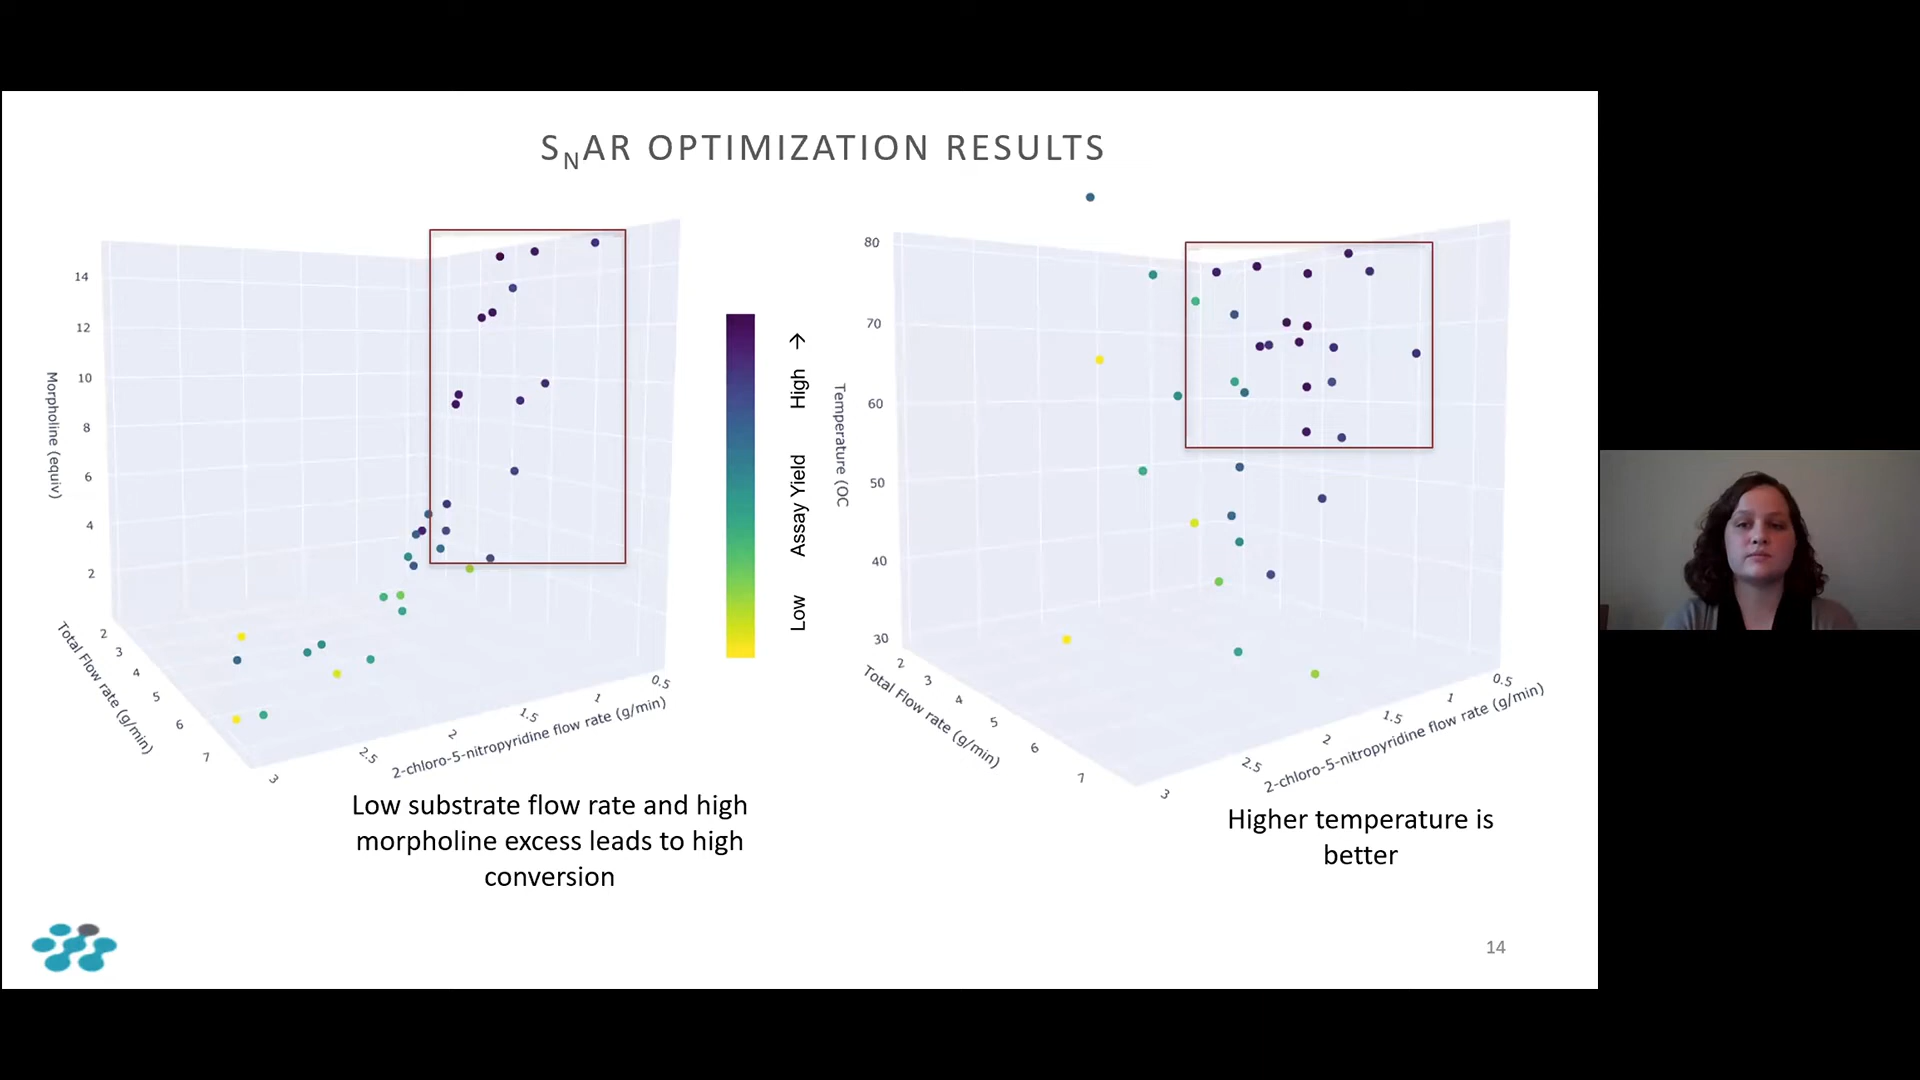 SNAR OPTIMIZATION RESULTS
14
12
10
8
6
4
2
Morpholine (equiv)
2
3
4
5
6
7
Total Flow rate (g/min)
3
2.5
2
1.5
1
0.5
2-chloro-5-nitropyridine flow rate (g/min)
Low Assay Yield High →
80
70
60
50
40
30
Temperature (OC
2
3
4
5
6
7
Total Flow rate (g/min)
3
2.5
2
1.5
1
0.5
2-chloro-5-nitropyridine flow rate (g/min)
Low substrate flow rate and high
morpholine excess leads to high
conversion
Higher temperature is
better
14